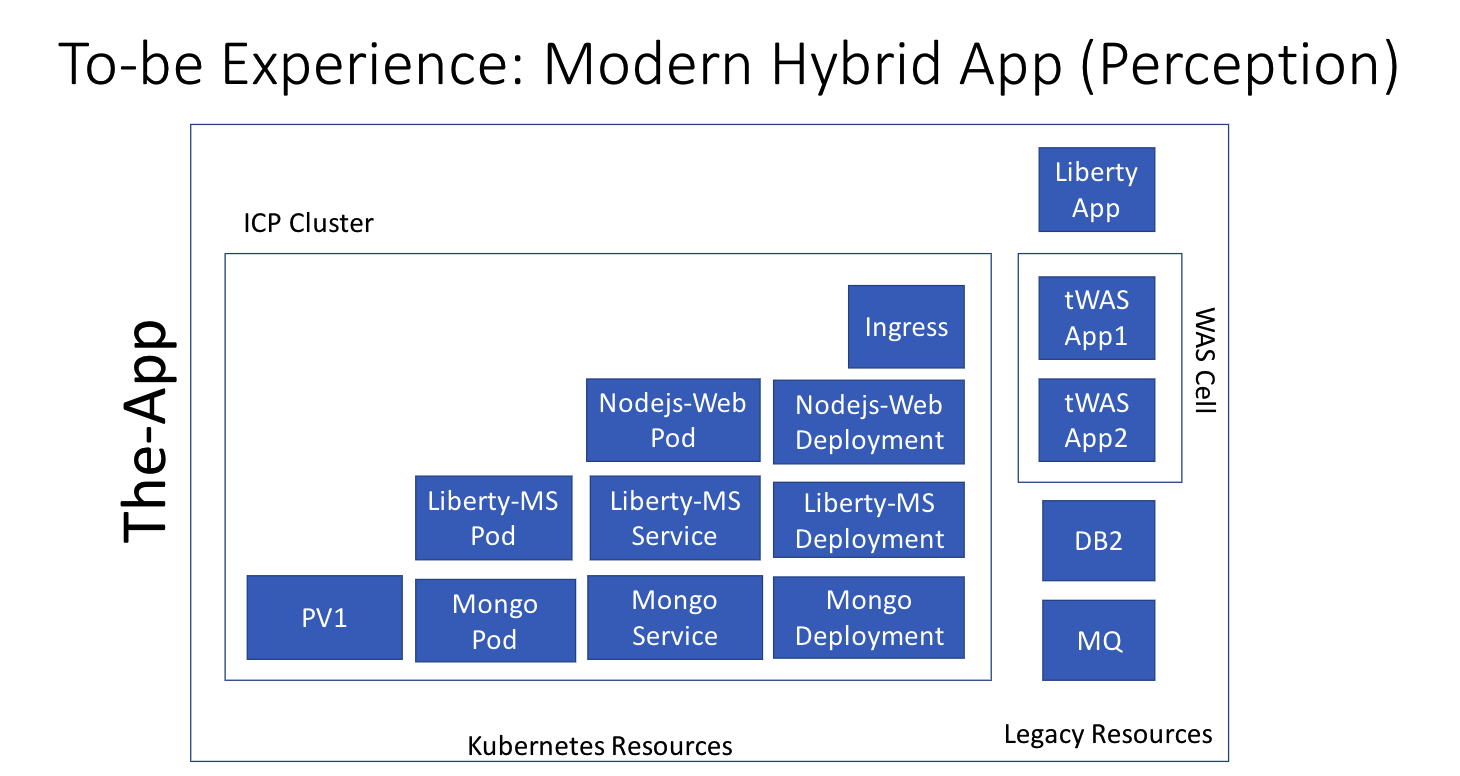 To-be Experience: Modern Hybrid App (Perception)
The-App
ICP Cluster
Ingress
Nodejs-Web
Pod
Nodejs-Web
Deployment
Liberty-MS
Pod
Liberty-MS
Service
Liberty-MS
Deployment
PV1
Mongo
Pod
Mongo
Service
Mongo
Deployment
Kubernetes Resources
Liberty
App
tWAS
App1
tWAS
App2
WAS Cell
DB2
MQ
Legacy Resources